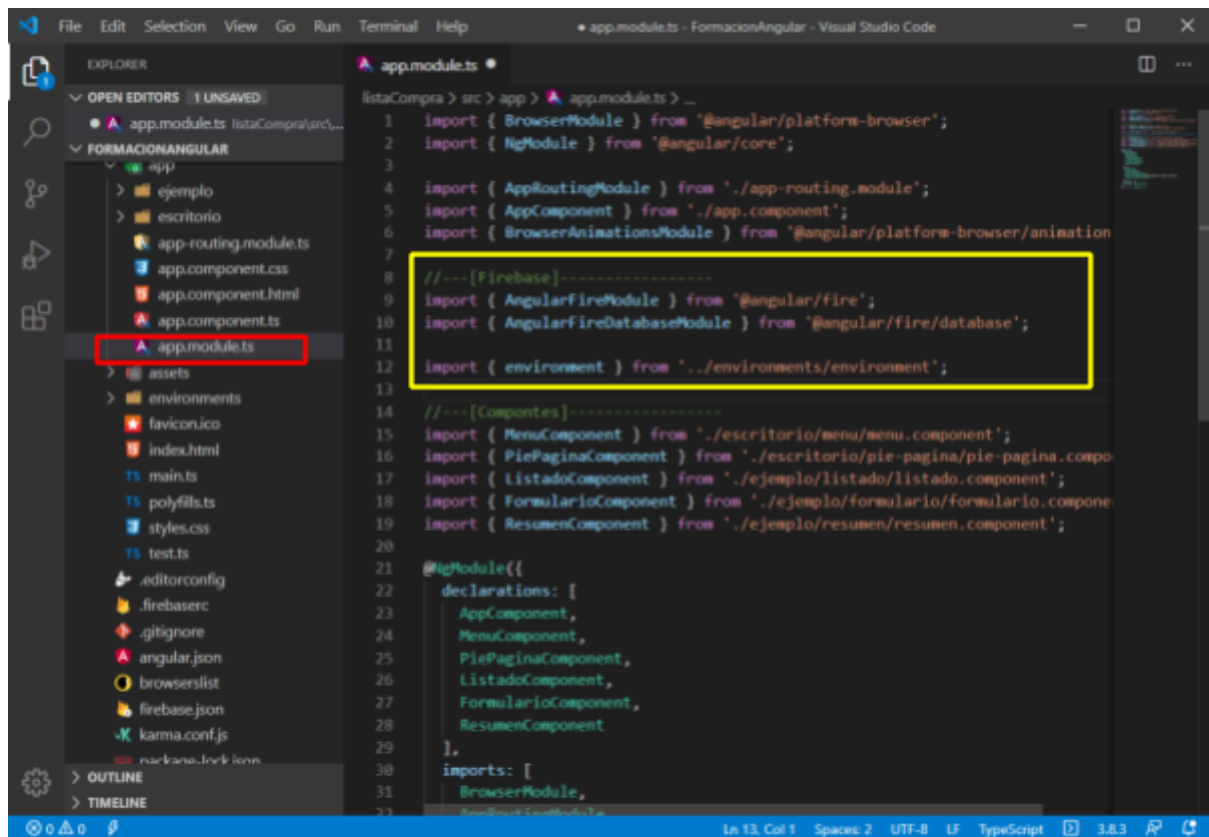 File Edit Selection View Go Run Terminal Help ● app.module.ts - FormacionAngular - Visual Studio Code
EXPLORER
OPEN EDITORS 1 UNSAVED
● app.module.ts listaCompra\src\...
FORMACIONANGULAR
app
ejemplo
escritorio
app-routing.module.ts
app.component.css
app.component.html
app.component.ts
app.module.ts
assets
environments
favicon.ico
index.html
TS main.ts
TS polyfills.ts
styles.css
TS test.ts
.editorconfig
.firebaserc
.gitignore
angular.json
browserslist
firebase.json
karma.conf.js
package-lock.json
OUTLINE
TIMELINE
app.module.ts ●
listaCompra > src > app > app.module.ts > ...
1 import { BrowserModule } from '@angular/platform-browser';
2 import { NgModule } from '@angular/core';
3
4 import { AppRoutingModule } from './app-routing.module';
5 import { AppComponent } from './app.component';
6 import { BrowserAnimationsModule } from '@angular/platform-browser/animation
7
8 //---[Firebase]-----------------
9 import { AngularFireModule } from '@angular/fire';
10 import { AngularFireDatabaseModule } from '@angular/fire/database';
11
12 import { environment } from '../environments/environment';
13
14 //---[Compontes]-----------------
15 import { MenuComponent } from './escritorio/menu/menu.component';
16 import { PiePaginaComponent } from './escritorio/pie-pagina/pie-pagina.compo
17 import { ListadoComponent } from './ejemplo/listado/listado.component';
18 import { FormularioComponent } from './ejemplo/formulario/formulario.compone
19 import { ResumenComponent } from './ejemplo/resumen/resumen.component';
20
21 @NgModule({
22 declarations: [
23 AppComponent,
24 MenuComponent,
25 PiePaginaComponent,
26 ListadoComponent,
27 FormularioComponent,
28 ResumenComponent
29 ],
30 imports: [
31 BrowserModule,
32 AppRoutingModule
0 0 Ln 13, Col 1 Spaces: 2 UTF-8 LF TypeScript 3.8.3